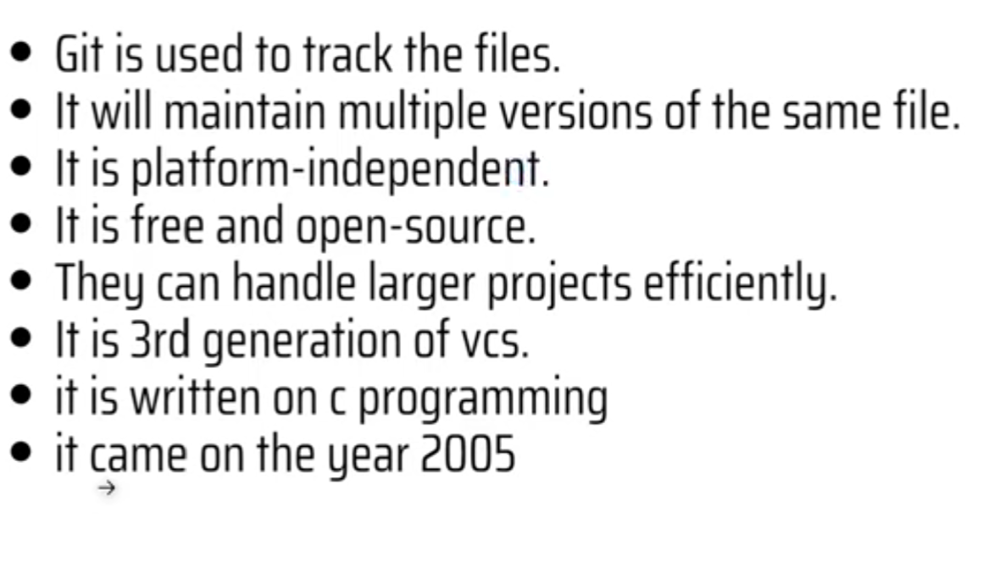 • Git is used to track the files.
• It will maintain multiple versions of the same file.
• It is platform-independent.
• It is free and open-source.
• They can handle larger projects efficiently.
• It is 3rd generation of vcs.
• it is written on c programming
• it came on the year 2005
→